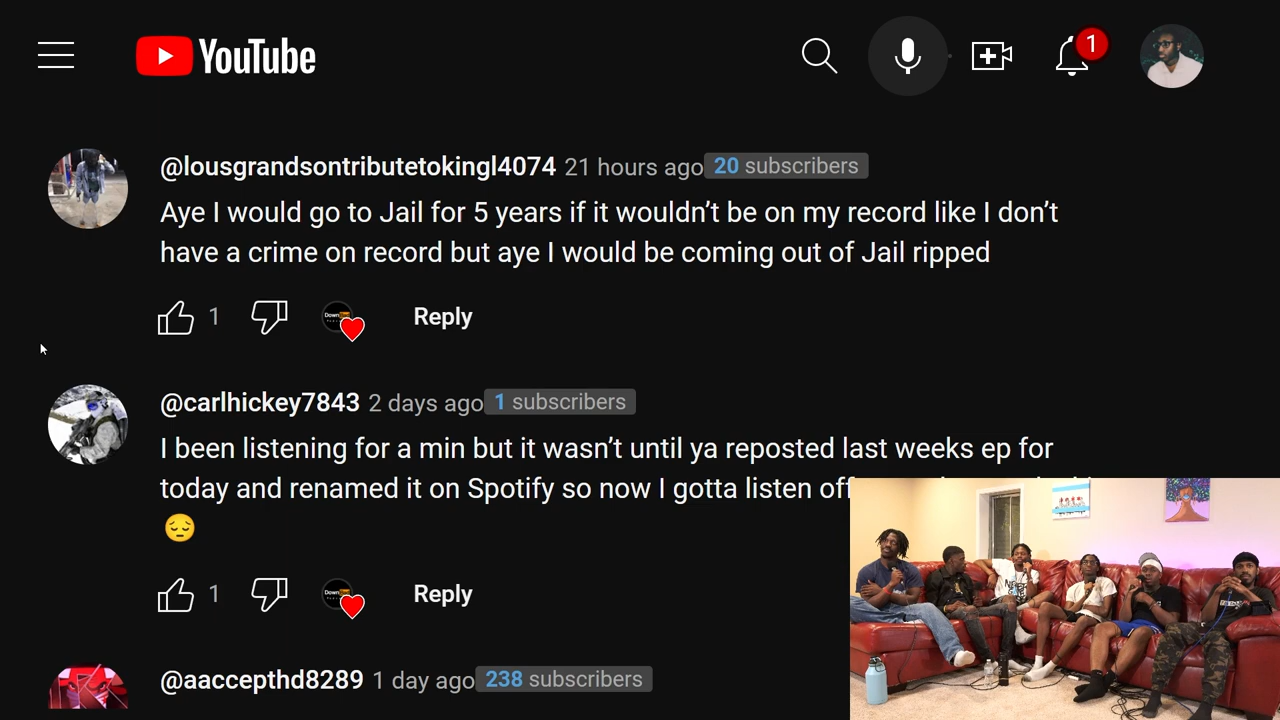 YouTube
1
@lousgrandsontributetokingl4074 21 hours ago 20 subscribers
Aye I would go to Jail for 5 years if it wouldn’t be on my record like I don’t
have a crime on record but aye I would be coming out of Jail ripped
1 Reply
@carlhickey7843 2 days ago 1 subscribers
I been listening for a min but it wasn’t until ya reposted last weeks ep for
today and renamed it on Spotify so now I gotta listen off
😔
1 Reply
@aaccepthd8289 1 day ago 238 subscribers